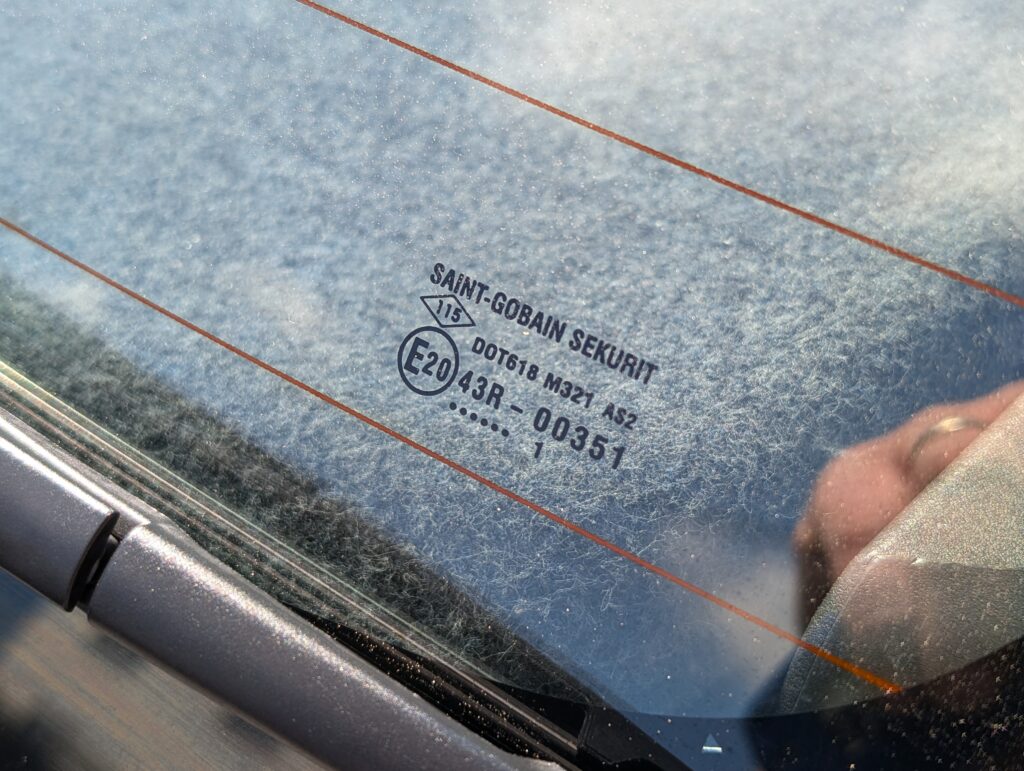 SAINT-GOBAIN SEKURIT
115
DOT618 M321 AS2
E20 43R - 00351
...... 1